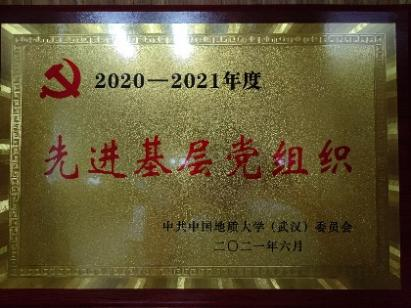 2020—2021年度
先进基层党组织
中共中国地质大学（武汉）委员会
二〇二一年六月